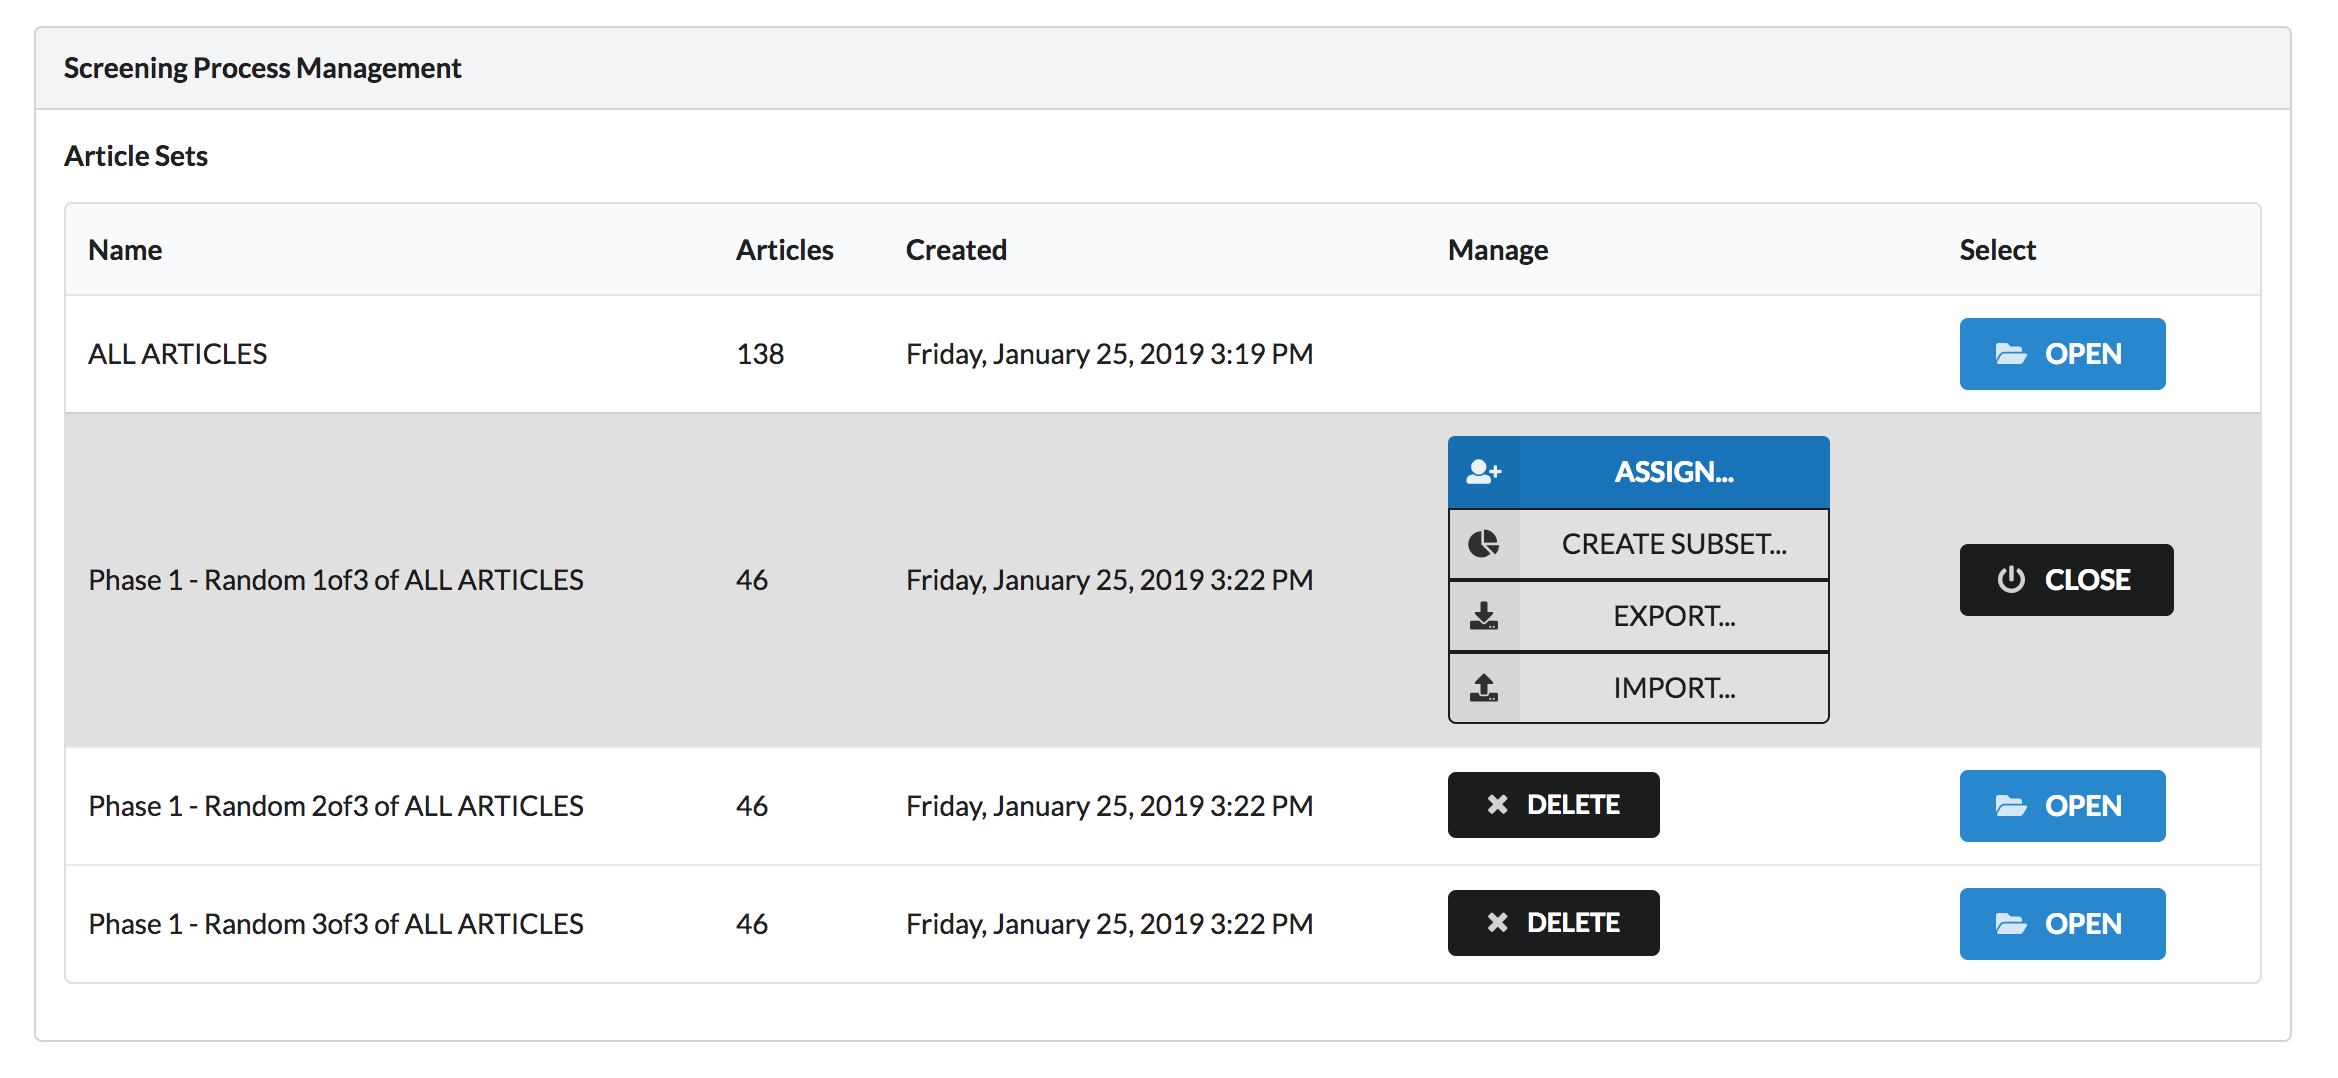 Screening Process Management
Article Sets
Name Articles Created Manage Select
ALL ARTICLES 138 Friday, January 25, 2019 3:19 PM OPEN
ASSIGN...
CREATE SUBSET...
Phase 1 - Random 1of3 of ALL ARTICLES 46 Friday, January 25, 2019 3:22 PM CLOSE
EXPORT...
IMPORT...
Phase 1 - Random 2of3 of ALL ARTICLES 46 Friday, January 25, 2019 3:22 PM DELETE OPEN
Phase 1 - Random 3of3 of ALL ARTICLES 46 Friday, January 25, 2019 3:22 PM DELETE OPEN